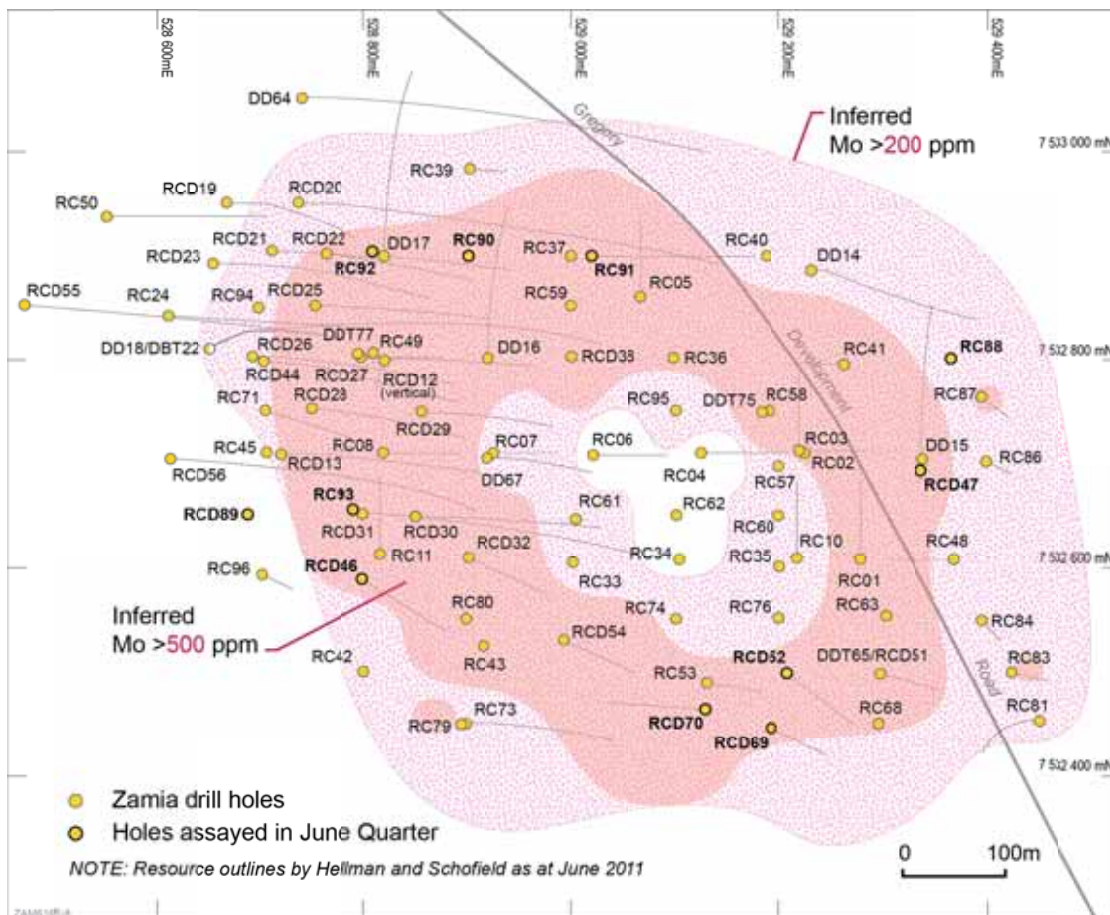 528 600mE
528 800mE
529 000mE
529 200mE
529 400mE
DD64
Gregory
Inferred
Mo >200 ppm
7 513 000 mN
RC39
RCD19
RCD20
RC50
RCD21
RCD22
DD17
RC90
RC37
RC40
DD14
RCD23
RC92
RC91
RC05
RCD55
RC24
RC94
RCD25
RC59
DDT77
RC49
DD18/DBT22
RCD26
DD16
RCD38
RC36
RC41
RC88
7 512 800 mN
RCD44
RCD27
RCD12
(vertical)
Development
RC71
RCD28
RC95
DDT75
RC58
RC87
RCD29
RC45
RC08
RC07
RC06
RC03
DD15
RC86
RCD56
RCD13
DD67
RC04
RC02
RC57
RCD47
RC93
RC61
RC62
RCD89
RCD31
RCD30
RC60
RC11
RCD32
RC34
RC35
RC10
RC48
RC96
RCD46
RC33
RC01
7 512 600 mN
Inferred
Mo >500 ppm
RC80
RC74
RC76
RC63
RC84
RCD54
RC42
RC43
RC53
RCD52
DDT65/RCD51
RC83
Road
RC79
RC73
RCD70
RCD69
RC68
RC81
7 512 400 mN
Zamia drill holes
Holes assayed in June Quarter
0 100m
NOTE: Resource outlines by Hellman and Schofield as at June 2011